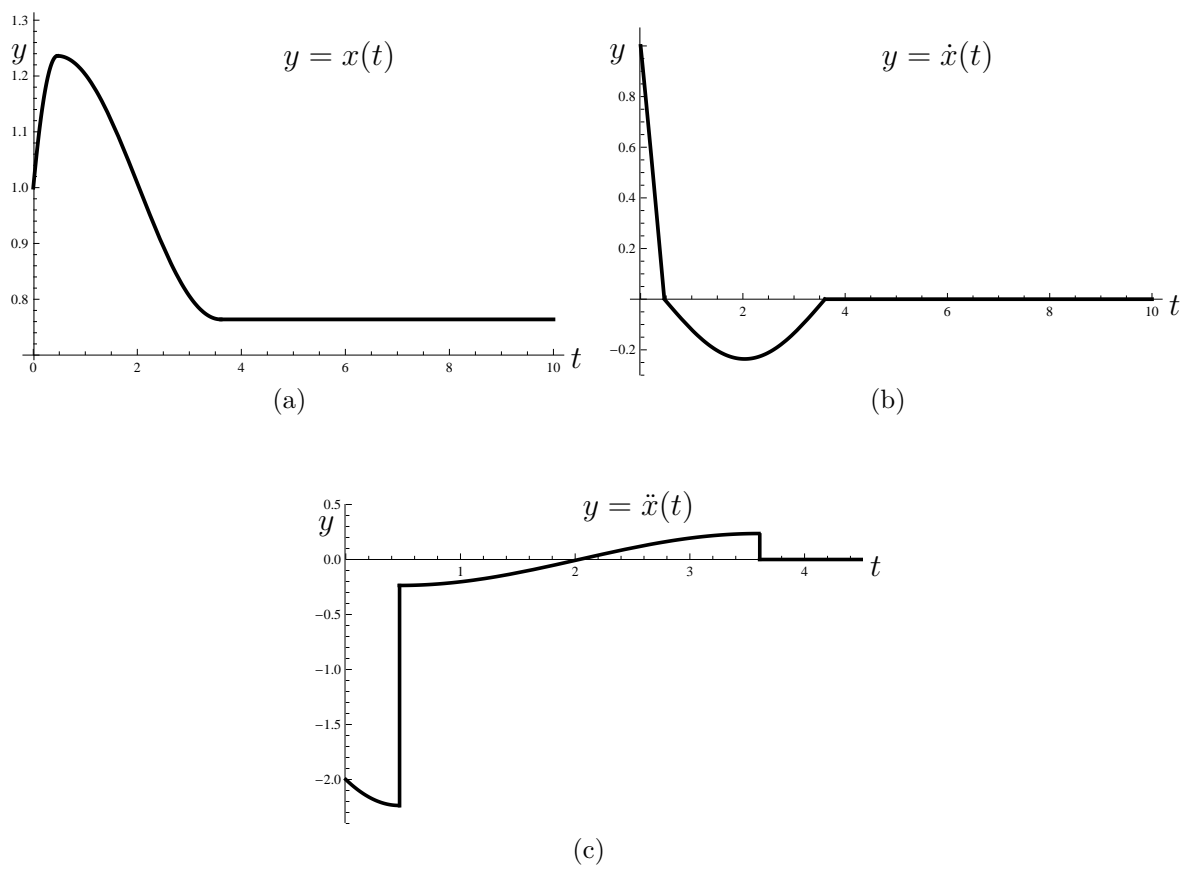 1.3
y
y = x(t)
1.2
1.1
1.0
0.9
0.8
0 2 4 6 8 10 t
(a)
y
y = ẋ(t)
0.8
0.6
0.4
0.2
2 4 6 8 10 t
−0.2
(b)
0.5
y
y = ẍ(t)
0.0
1 2 3 4 t
−0.5
−1.0
−1.5
−2.0
(c)